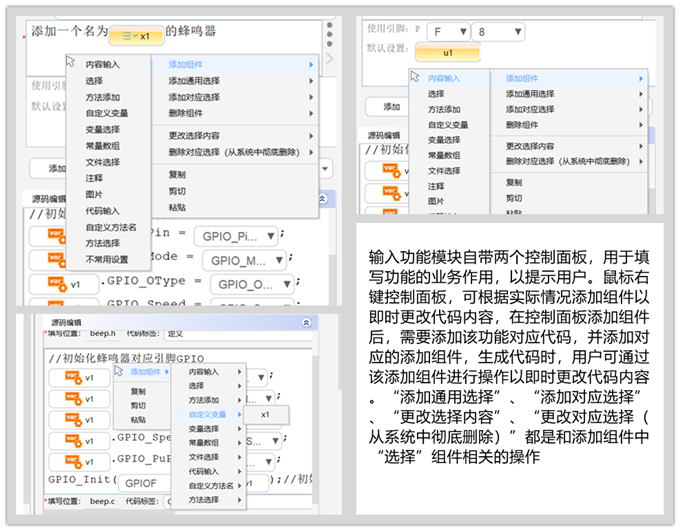 添加一个名为 x1 的蜂鸣器
内容输入
选择
方法添加
自定义变量
变量选择
常量数组
文件选择
注释
图片
代码输入
自定义方法名
方法选择
不常用设置
添加组件
添加通用选择
添加对应选择
删除组件
更改选择内容
删除对应选择（从系统中彻底删除）
复制
剪切
粘贴
使用引
默认设
添加
源码编辑
//初始
Pin = GPIO_Pi... ;
Mode = GPIO_M...
var v1 .GPIO_OType = GPIO_O...
GPIO_Speed =
使用引脚：P F 8
默认设置：
u1
内容输入
选择
方法添加
自定义变量
变量选择
常量数组
文件选择
注释
图片
添加组件
添加通用选择
添加对应选择
删除组件
更改选择内容
删除对应选择（从系统中彻底删除）
复制
剪切
粘贴
添加
源码编辑
//初始化
源码编辑
*填写位置： beep.h 代码标签： 定义
//初始化蜂鸣器对应引脚GPIO
var v1
var v1
var v1
var v1 .GPIO_Spe
var v1 .GPIO_PuP
GPIO_Init( GPIOF v1 );//初始
*填写位置： beep.c 代码标签：
添加组件
复制
剪切
粘贴
内容输入
选择
方法添加
自定义变量
变量选择
常量数组
文件选择
代码输入
自定义方法名
方法选择
x1
输入功能模块自带两个控制面板，用于填
写功能的业务作用，以提示用户。鼠标右
键控制面板，可根据实际情况添加组件以
即时更改代码内容，在控制面板添加组件
后，需要添加该功能对应代码，并添加对
应的添加组件，生成代码时，用户可通过
该添加组件进行操作以即时更改代码内容
。“添加通用选择”、“添加对应选择”
、“更改选择内容”、“更改对应选择（
从系统中彻底删除）”都是和添加组件中
“选择”组件相关的操作